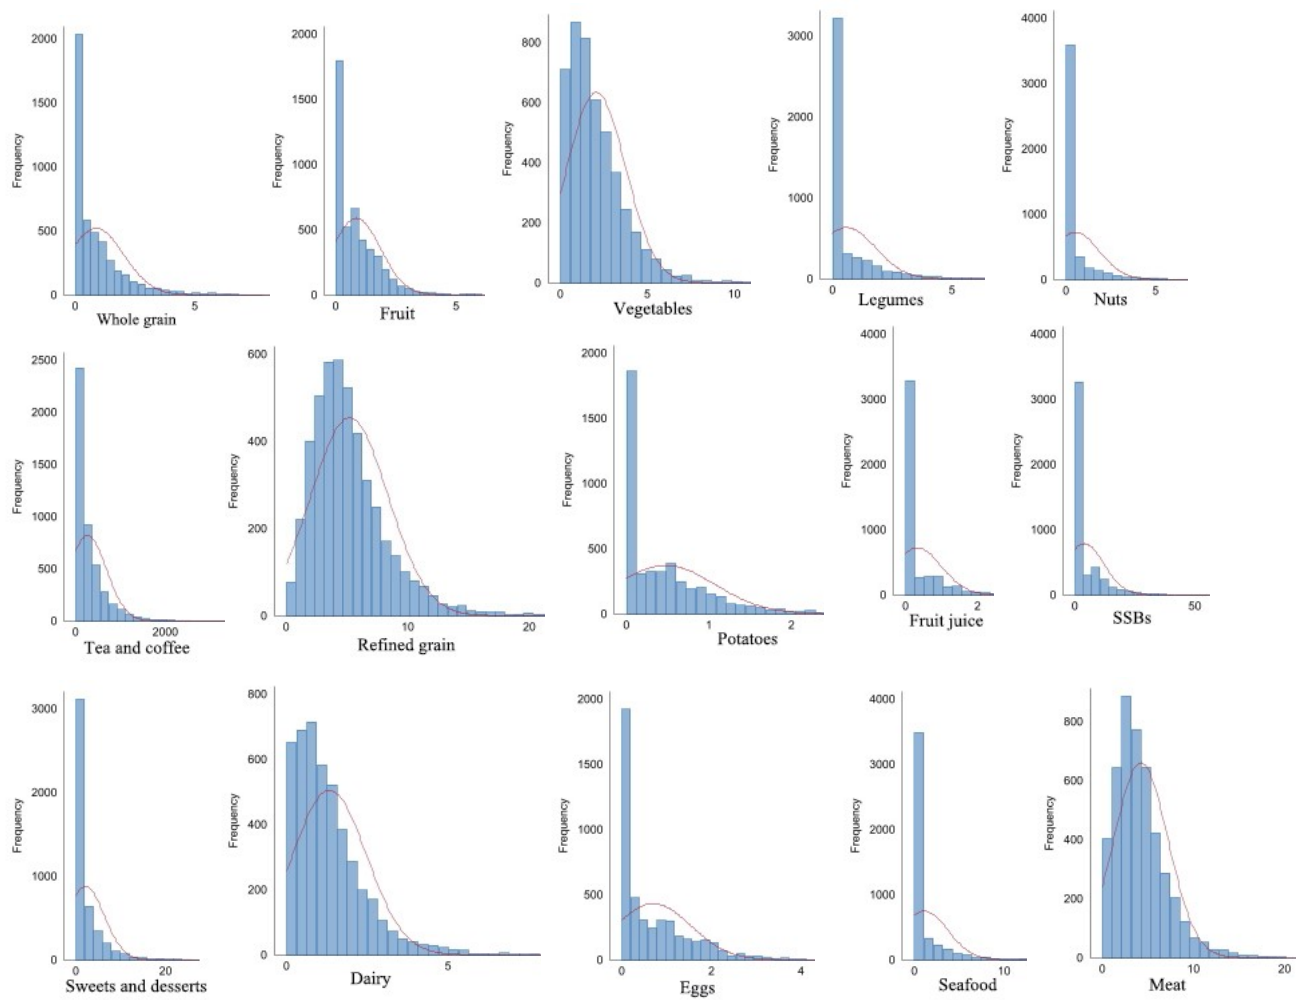 2000
1500
1000
500
0
Frequency
0 5
Whole grain
2000
1500
1000
500
0
Frequency
0 5
Fruit
800
600
400
200
0
Frequency
0 5 10
Vegetables
3000
2000
1000
0
Frequency
0 5
Legumes
4000
3000
2000
1000
0
Frequency
0 5
Nuts
2500
2000
1500
1000
500
0
Frequency
0 2000
Tea and coffee
600
400
200
0
Frequency
0 10 20
Refined grain
2000
1500
1000
500
0
Frequency
0 1 2
Potatoes
4000
3000
2000
1000
0
Frequency
0 2
Fruit juice
4000
3000
2000
1000
0
Frequency
0 50
SSBs
3000
2000
1000
0
Frequency
0 20
Sweets and desserts
800
600
400
200
0
Frequency
0 5
Dairy
2000
1500
1000
500
0
Frequency
0 2 4
Eggs
4000
3000
2000
1000
0
Frequency
0 5 10
Seafood
800
600
400
200
0
Frequency
0 10 20
Meat